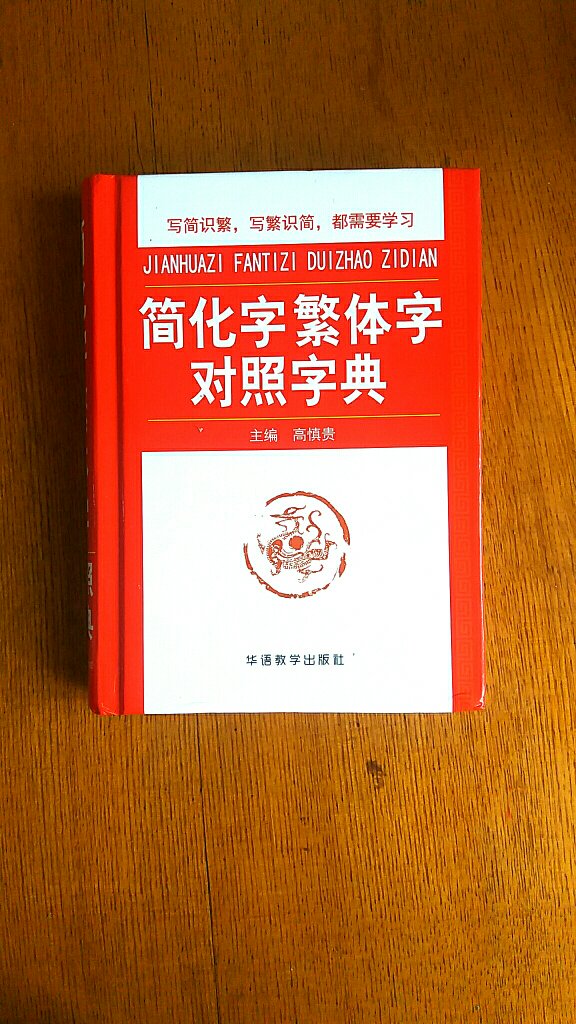 写简识繁，写繁识简，都需要学习
JIANHUAZI FANTIZI DUIZHAO ZIDIAN
简化字繁体字
对照字典
主编 高慎贵
华语教学出版社